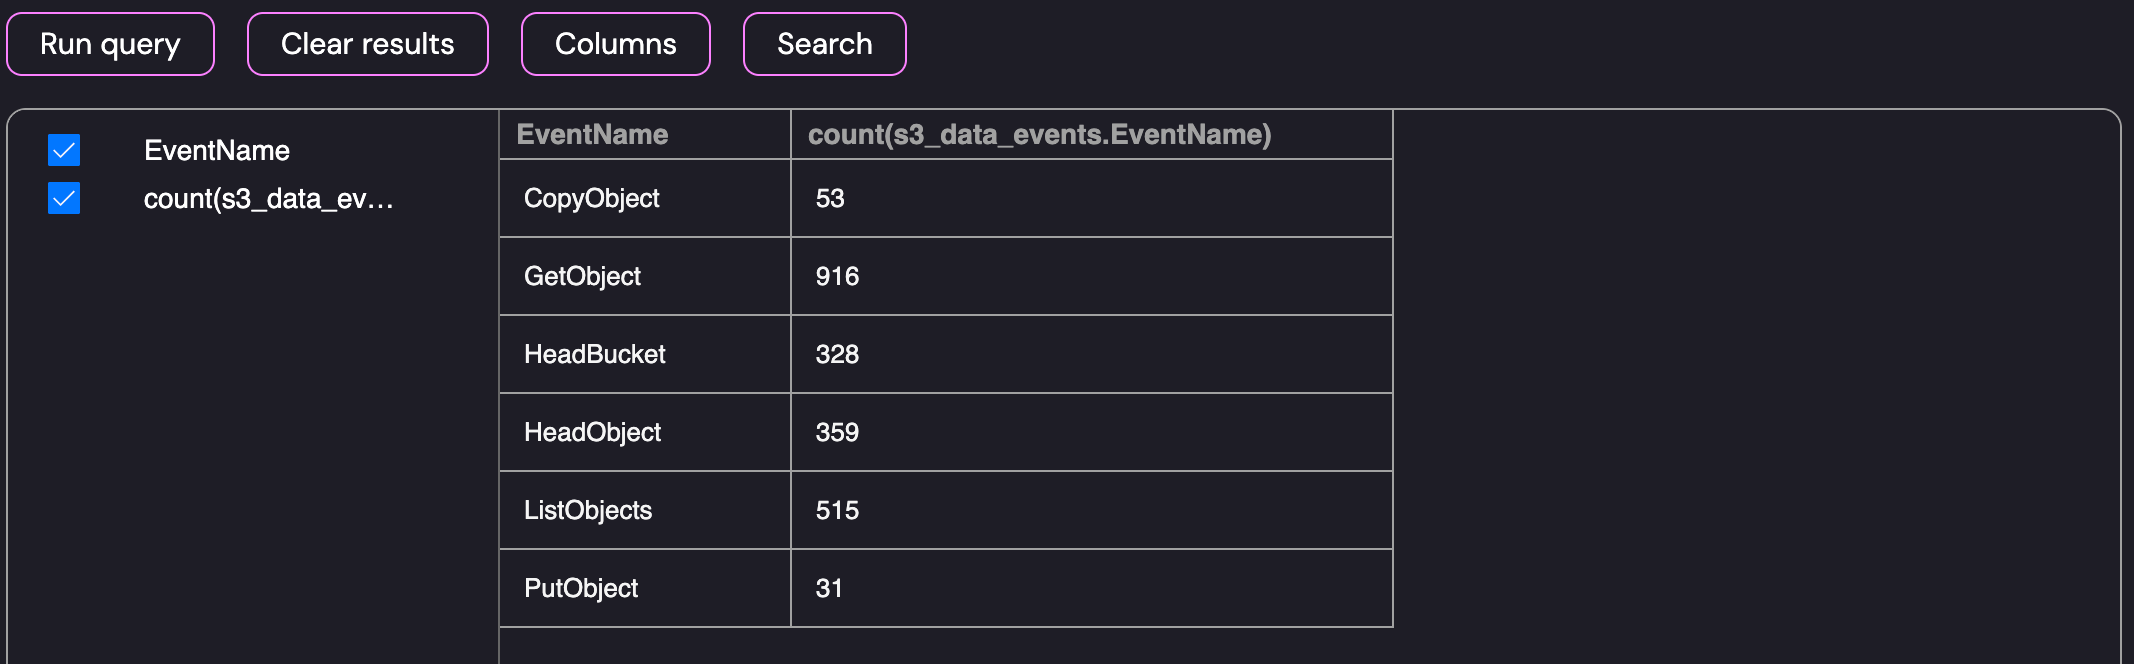 Run query Clear results Columns Search
EventName
count(s3_data_ev...
EventName count(s3_data_events.EventName)
CopyObject 53
GetObject 916
HeadBucket 328
HeadObject 359
ListObjects 515
PutObject 31